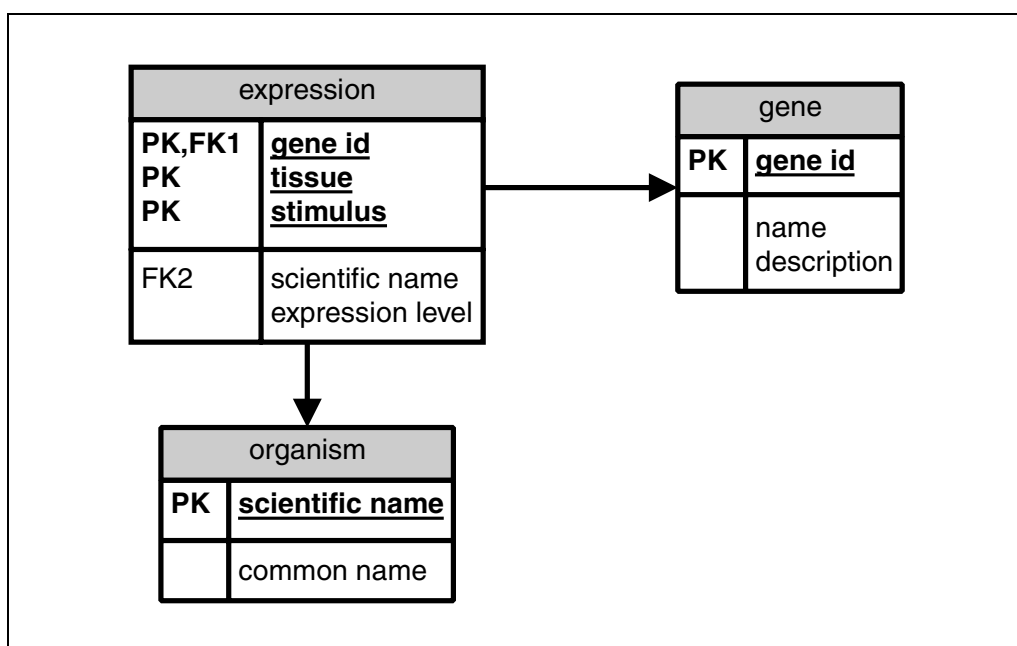 expression
PK,FK1 gene id
PK tissue
PK stimulus
FK2 scientific name
expression level
gene
PK gene id
name
description
organism
PK scientific name
common name